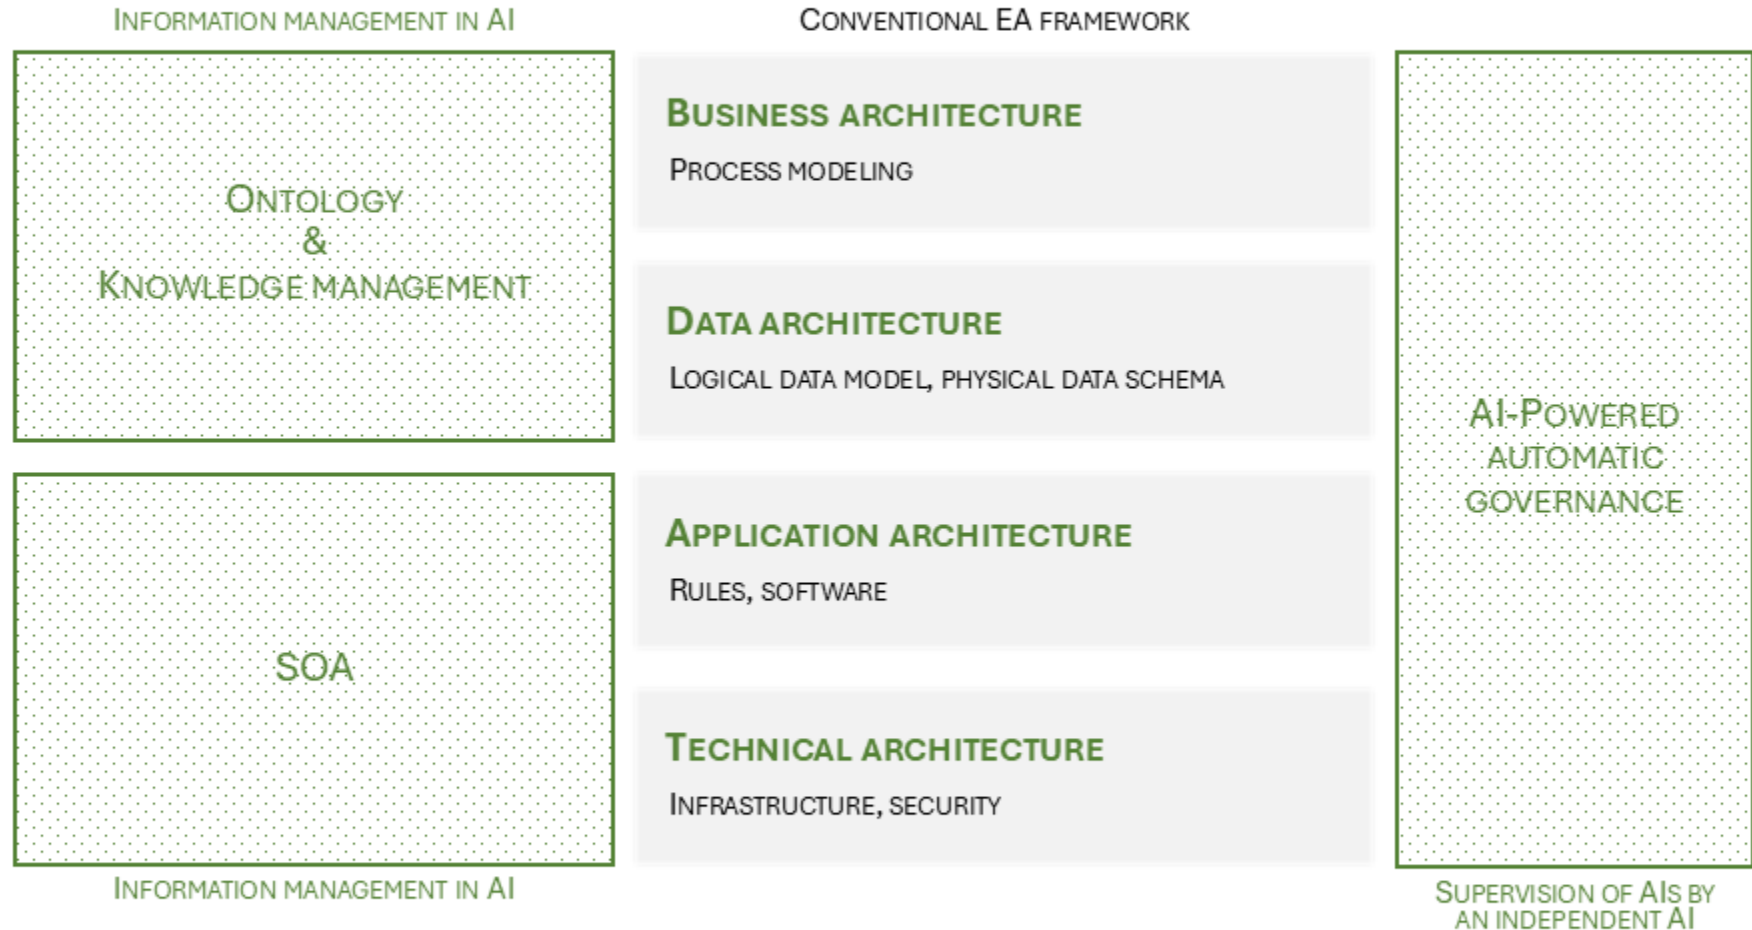 Information management in AI
Conventional EA framework
Ontology
&
Knowledge management
Business architecture
Process modeling
Data architecture
Logical data model, physical data schema
SOA
Application architecture
Rules, software
Technical architecture
Infrastructure, security
AI-Powered
automatic
governance
Information management in AI
Supervision of AIs by
an independent AI